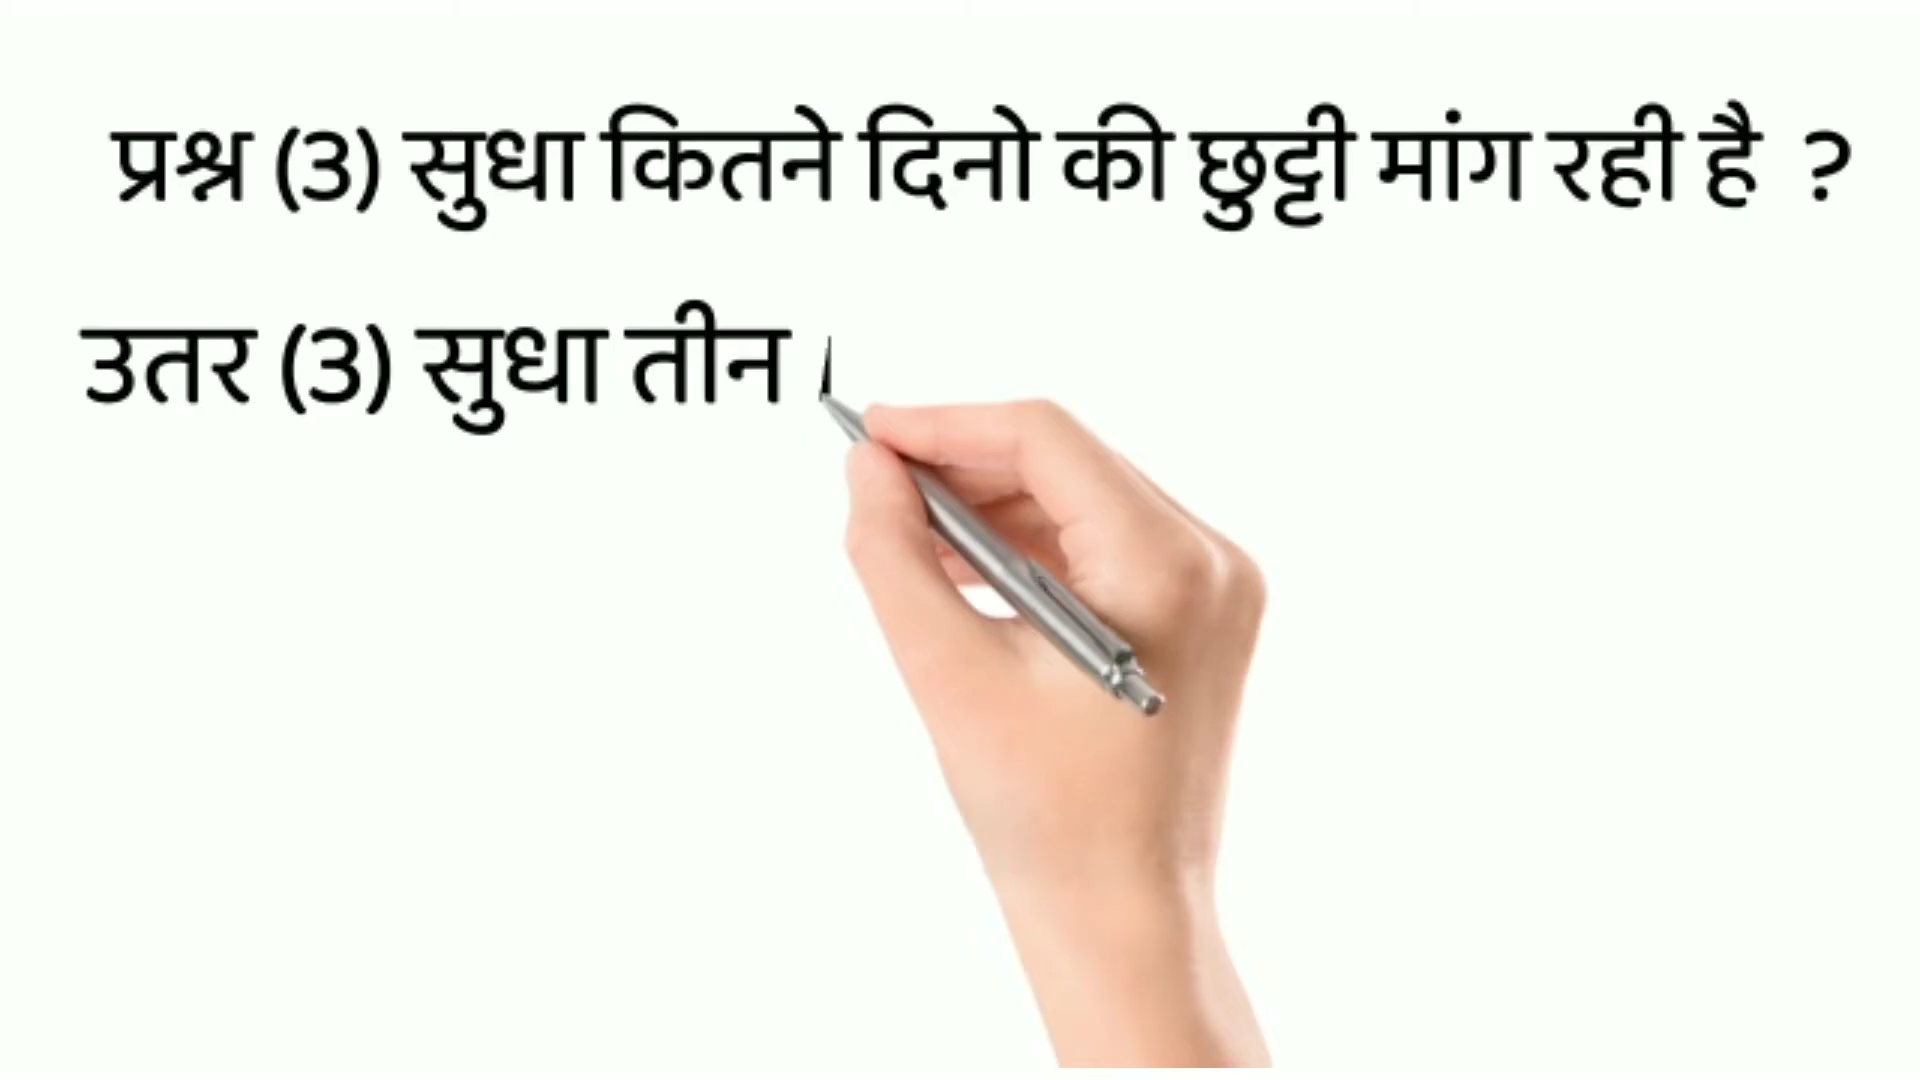 प्रश्न (3) सुधा कितने दिनो की छुट्टी मांग रही है ?
उतर (3) सुधा तीन